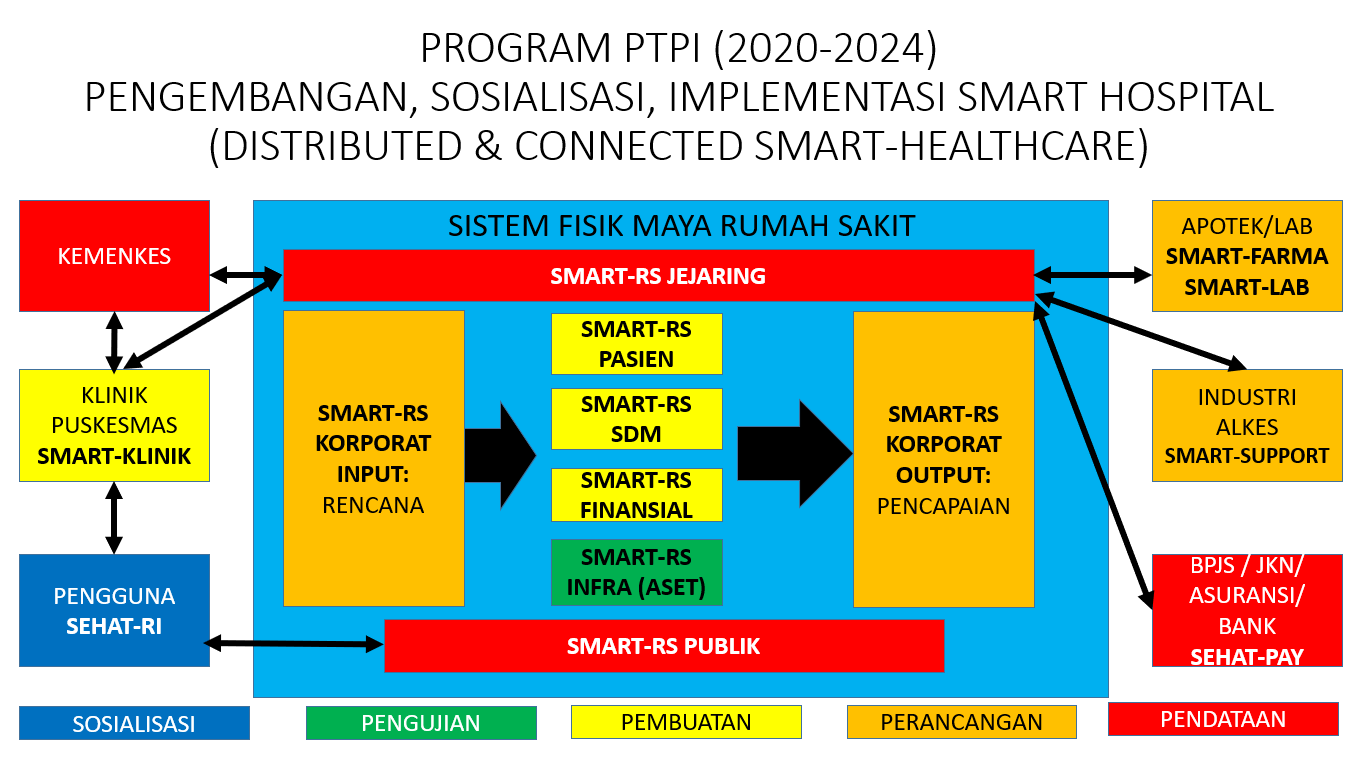 PROGRAM PTPI (2020-2024)
PENGEMBANGAN, SOSIALISASI, IMPLEMENTASI SMART HOSPITAL
(DISTRIBUTED & CONNECTED SMART-HEALTHCARE)
KEMENKES
KLINIK
PUSKESMAS
SMART-KLINIK
PENGGUNA
SEHAT-RI
SISTEM FISIK MAYA RUMAH SAKIT
SMART-RS JEJARING
SMART-RS
KORPORAT
INPUT:
RENCANA
SMART-RS
PASIEN
SMART-RS
SDM
SMART-RS
FINANSIAL
SMART-RS
INFRA (ASET)
SMART-RS
KORPORAT
OUTPUT:
PENCAPAIAN
SMART-RS PUBLIK
APOTEK/LAB
SMART-FARMA
SMART-LAB
INDUSTRI
ALKES
SMART-SUPPORT
BPJS / JKN/
ASURANSI/
BANK
SEHAT-PAY
SOSIALISASI
PENGUJIAN
PEMBUATAN
PERANCANGAN
PENDATAAN